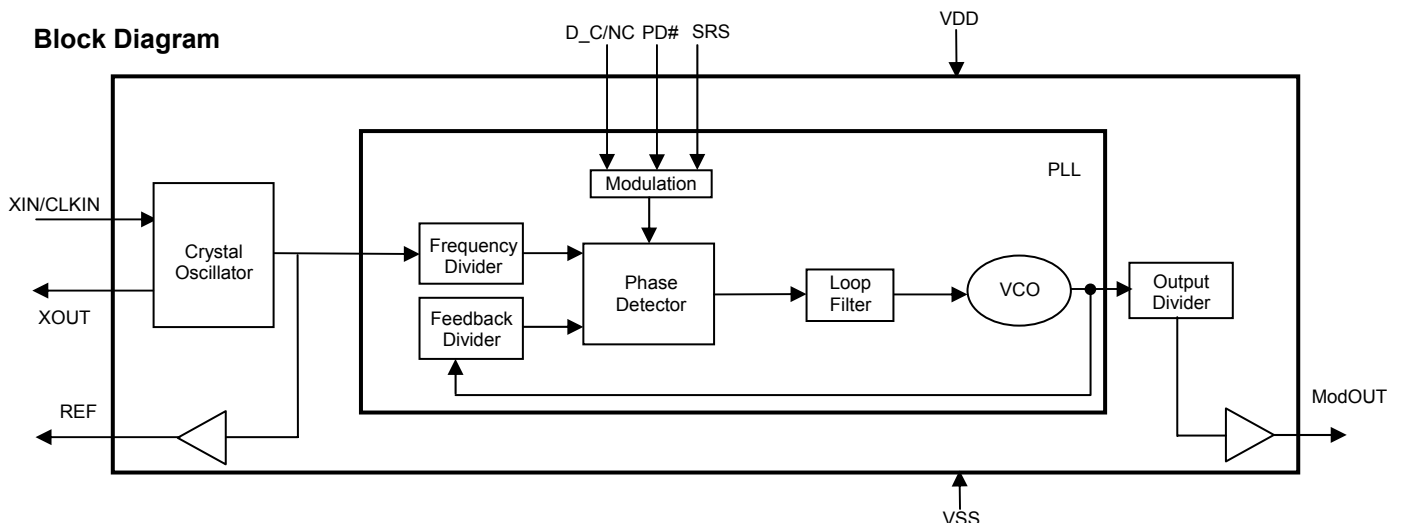 Block Diagram
D_C/NC PD# SRS
VDD
PLL
Modulation
XIN/CLKIN
Crystal
Oscillator
XOUT
REF
Frequency
Divider
Feedback
Divider
Phase
Detector
Loop
Filter
VCO
Output
Divider
ModOUT
VSS